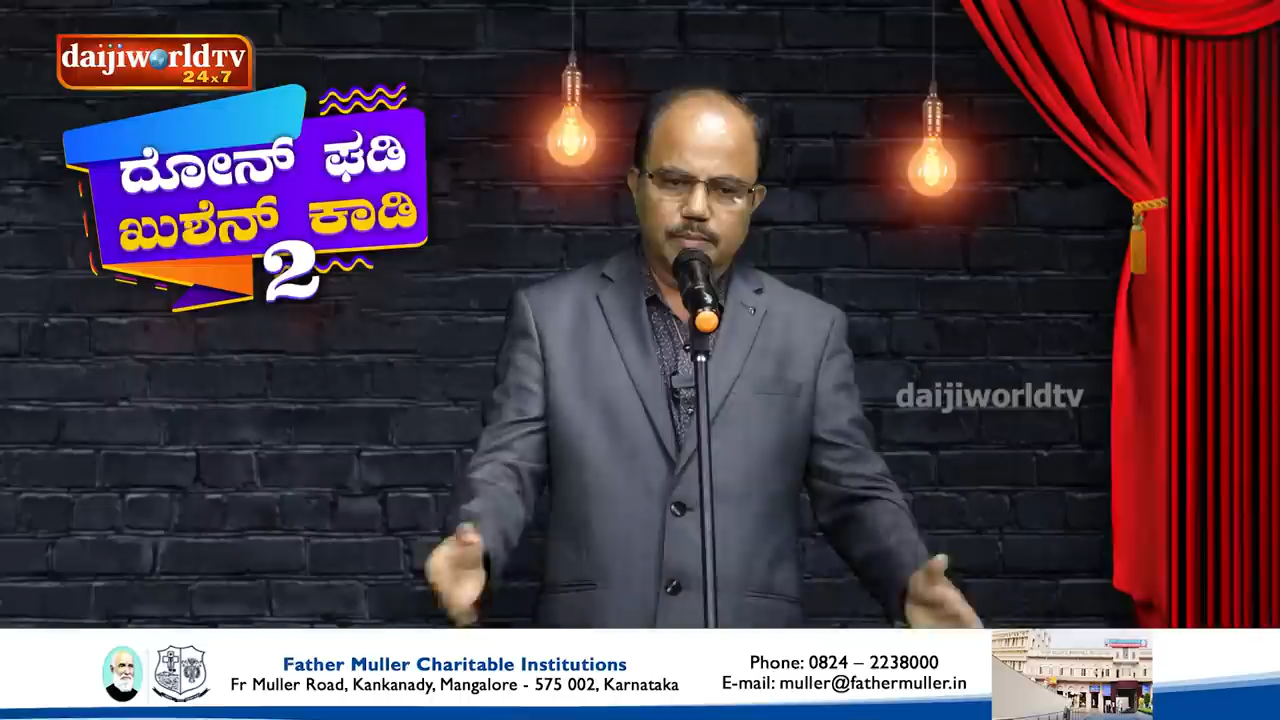 daijiworldTV
24x7
ದೋನ್ ಘಡಿ
ಖುಶೆನ್ ಕಾಡಿ
2
daijiworldtv
Father Muller Charitable Institutions
Fr Muller Road, Kankanady, Mangalore - 575 002, Karnataka
Phone: 0824 – 2238000
E-mail: muller@fathermuller.in